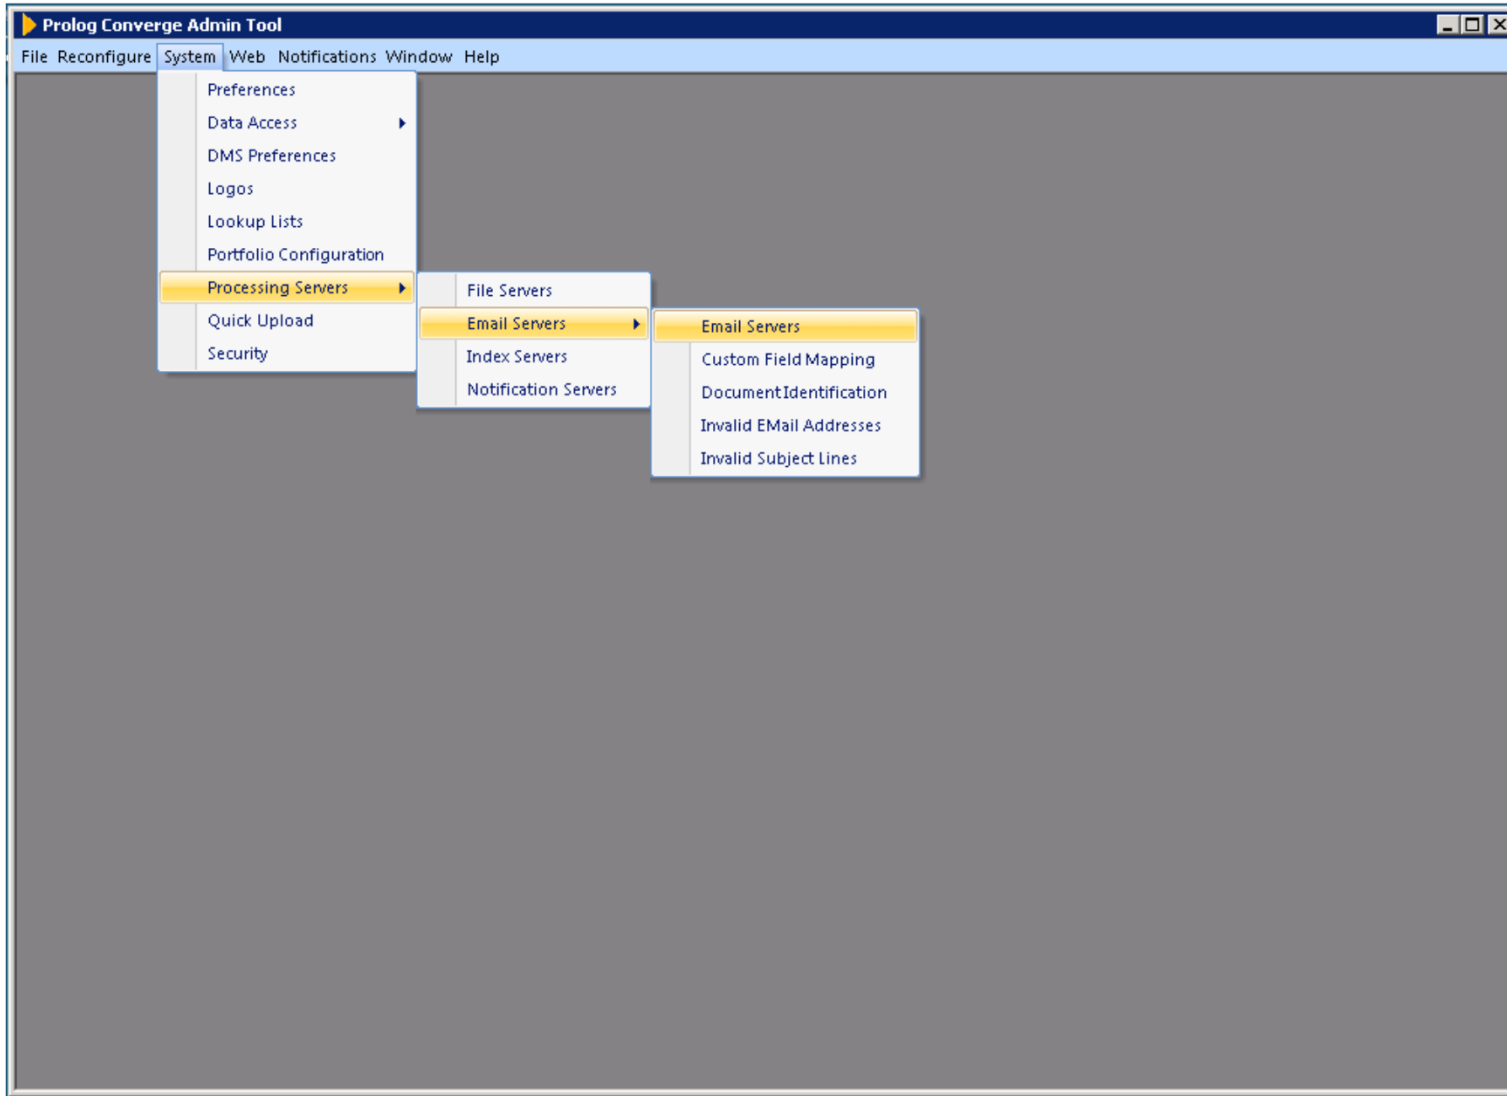 Prolog Converge Admin Tool
File Reconfigure System Web Notifications Window Help
Preferences
Data Access
DMS Preferences
Logos
Lookup Lists
Portfolio Configuration
Processing Servers
Quick Upload
Security
File Servers
Email Servers
Index Servers
Notification Servers
Email Servers
Custom Field Mapping
Document Identification
Invalid EMail Addresses
Invalid Subject Lines